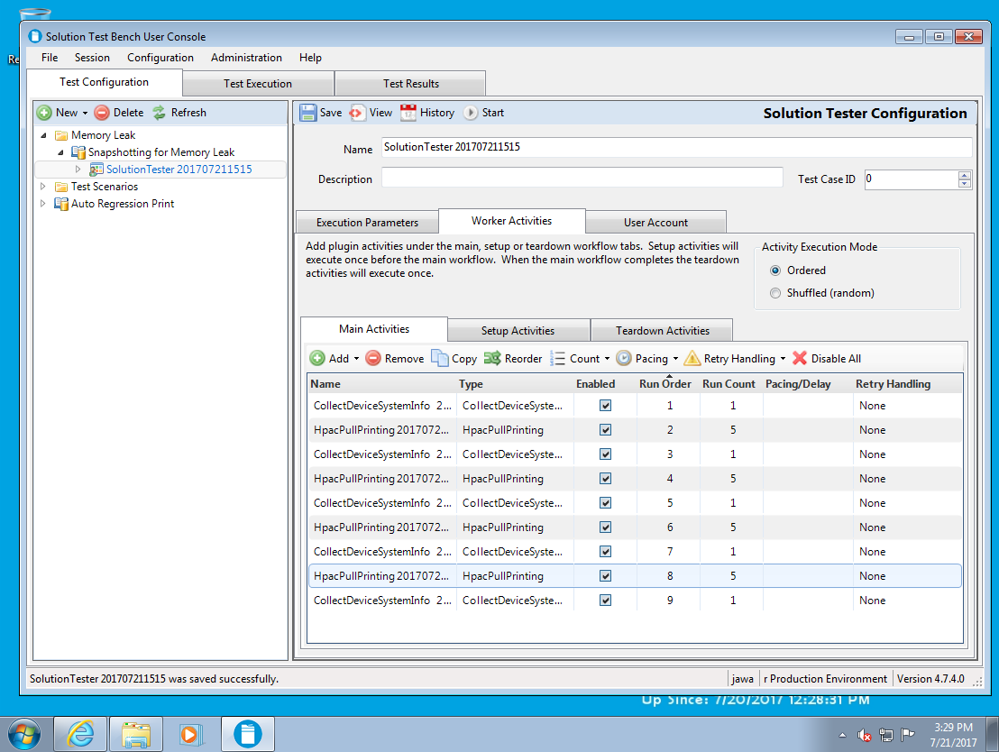 Solution Test Bench User Console
Re
File Session Configuration Administration Help
Test Configuration Test Execution Test Results
New Delete Refresh
Save View History Start Solution Tester Configuration
Memory Leak
Snapshotting for Memory Leak
SolutionTester 201707211515
Test Scenarios
Auto Regression Print
Name SolutionTester 201707211515
Description Test Case ID 0
Execution Parameters Worker Activities User Account
Add plugin activities under the main, setup or teardown workflow tabs. Setup activities will
execute once before the main workflow. When the main workflow completes the teardown
activities will execute once.
Activity Execution Mode
Ordered
Shuffled (random)
Main Activities Setup Activities Teardown Activities
Add Remove Copy Reorder Count Pacing Retry Handling Disable All
Name Type Enabled Run Order Run Count Pacing/Delay Retry Handling
CollectDeviceSystemInfo 2... CollectDeviceSyste... 1 1 None
HpacPullPrinting 2017072... HpacPullPrinting 2 5 None
CollectDeviceSystemInfo 2... CollectDeviceSyste... 3 1 None
HpacPullPrinting 2017072... HpacPullPrinting 4 5 None
CollectDeviceSystemInfo 2... CollectDeviceSyste... 5 1 None
HpacPullPrinting 2017072... HpacPullPrinting 6 5 None
CollectDeviceSystemInfo 2... CollectDeviceSyste... 7 1 None
HpacPullPrinting 2017072... HpacPullPrinting 8 5 None
CollectDeviceSystemInfo 2... CollectDeviceSyste... 9 1 None
SolutionTester 201707211515 was saved successfully. jawa r Production Environment Version 4.7.4.0
Up Since: 7/20/2017 12:28:31 PM
3:29 PM
7/21/2017